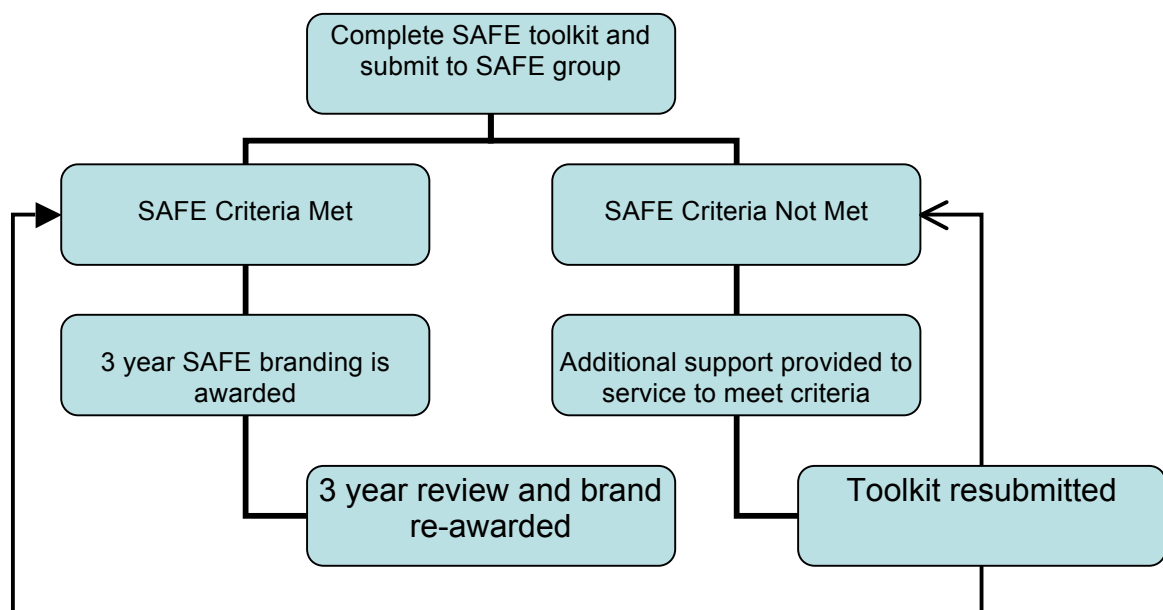 Complete SAFE toolkit and
submit to SAFE group
SAFE Criteria Met
SAFE Criteria Not Met
3 year SAFE branding is
awarded
Additional support provided to
service to meet criteria
3 year review and brand
re-awarded
Toolkit resubmitted